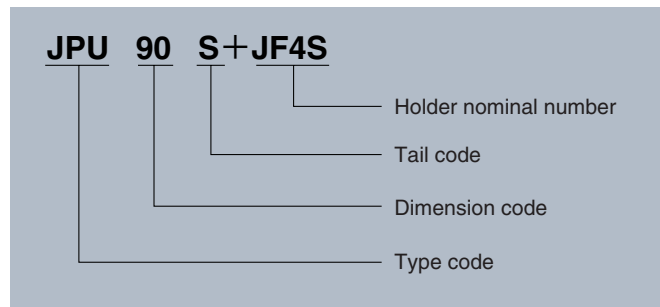 JPU 90 S+JF4S
Holder nominal number
Tail code
Dimension code
Type code